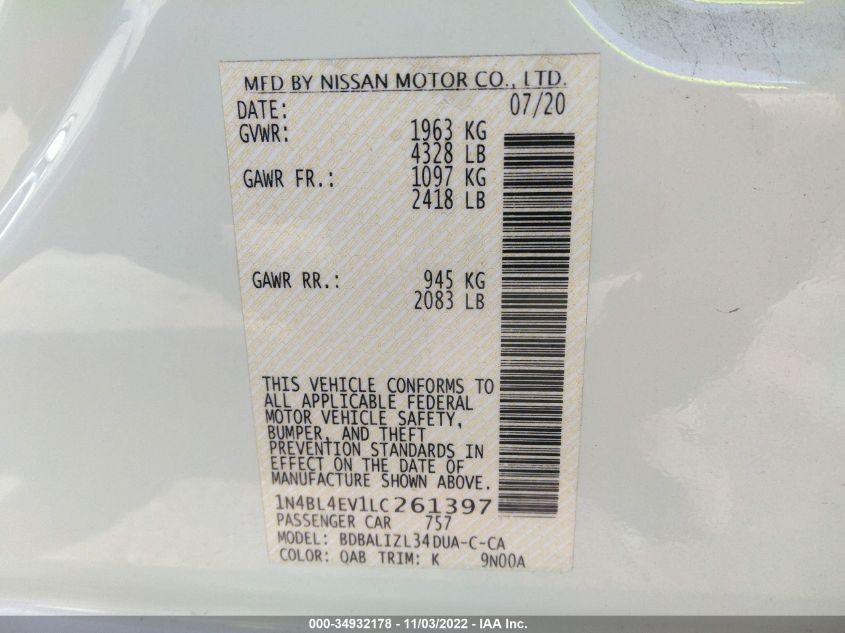 MFD BY NISSAN MOTOR CO., LTD.
DATE: 07/20
GVWR: 1963 KG
4328 LB
GAWR FR.: 1097 KG
2418 LB
GAWR RR.: 945 KG
2083 LB
THIS VEHICLE CONFORMS TO
ALL APPLICABLE FEDERAL
MOTOR VEHICLE SAFETY,
BUMPER, AND THEFT
PREVENTION STANDARDS IN
EFFECT ON THE DATE OF
MANUFACTURE SHOWN ABOVE.
1N4BL4EV1LC261397
PASSENGER CAR 757
MODEL: BDBALIZL34DUA-C-CA
COLOR: QAB TRIM: K 9N00A
000-34932178 - 11/03/2022 - IAA Inc.